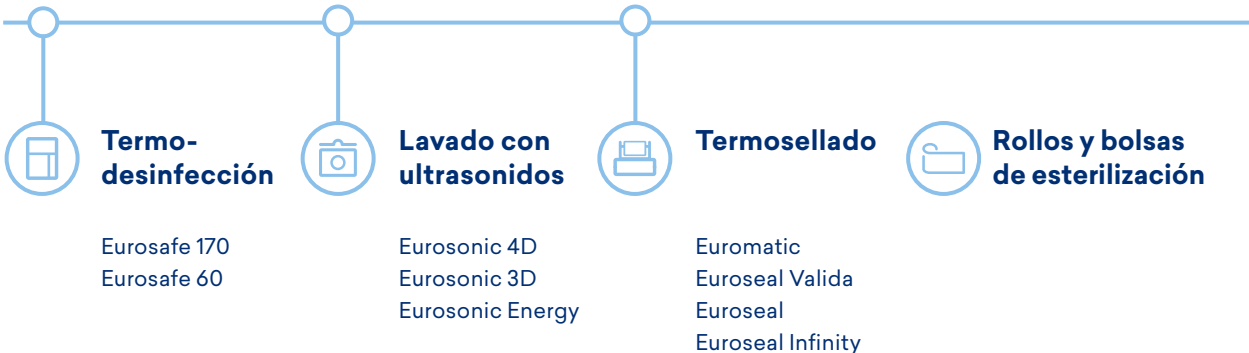 Termo-
desinfección
Eurosafe 170
Eurosafe 60
Lavado con
ultrasonidos
Eurosonic 4D
Eurosonic 3D
Eurosonic Energy
Termosellado
Euromatic
Euroseal Valida
Euroseal
Euroseal Infinity
Rollos y bolsas
de esterilización